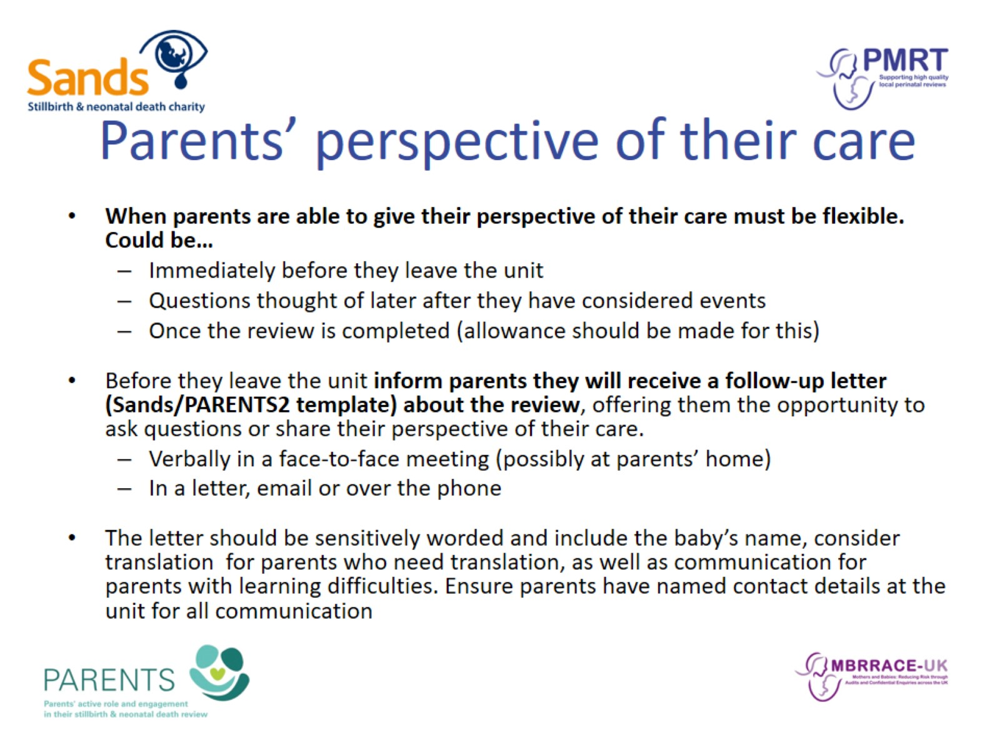 Sands
Stillbirth & neonatal death charity
PMRT
Supporting high quality
local perinatal reviews
Parents’ perspective of their care
• When parents are able to give their perspective of their care must be flexible.
Could be...
– Immediately before they leave the unit
– Questions thought of later after they have considered events
– Once the review is completed (allowance should be made for this)
• Before they leave the unit inform parents they will receive a follow-up letter
(Sands/PARENTS2 template) about the review, offering them the opportunity to
ask questions or share their perspective of their care.
– Verbally in a face-to-face meeting (possibly at parents’ home)
– In a letter, email or over the phone
• The letter should be sensitively worded and include the baby’s name, consider
translation  for parents who need translation, as well as communication for
parents with learning difficulties. Ensure parents have named contact details at the
unit for all communication
PARENTS
Parents’ active role and engagement
in their stillbirth & neonatal death review
MBRRACE-UK
Mothers and Babies: Reducing Risk through
Audits and Confidential Enquiries across the UK